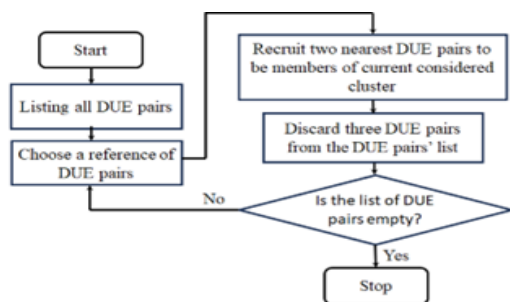 Start
Listing all DUE pairs
Choose a reference of
DUE pairs
Recruit two nearest DUE pairs to
be members of current considered
cluster
Discard three DUE pairs
from the DUE pairs' list
Is the list of DUE
pairs empty?
No
Yes
Stop